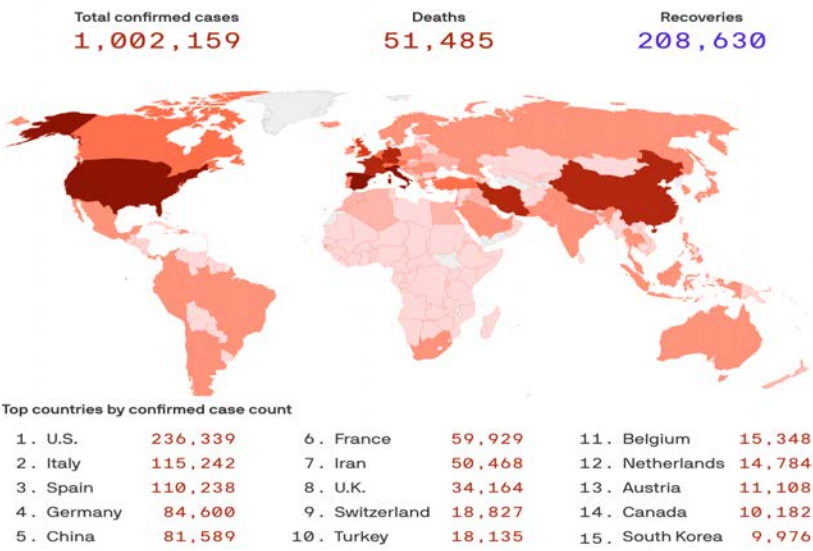 Total confirmed cases
1,002,159
Deaths
51,485
Recoveries
208,630
Top countries by confirmed case count
1. U.S. 236,339
2. Italy 115,242
3. Spain 110,238
4. Germany 84,600
5. China 81,589
6. France 59,929
7. Iran 50,468
8. U.K. 34,164
9. Switzerland 18,827
10. Turkey 18,135
11. Belgium 15,348
12. Netherlands 14,784
13. Austria 11,108
14. Canada 10,182
15. South Korea 9,976